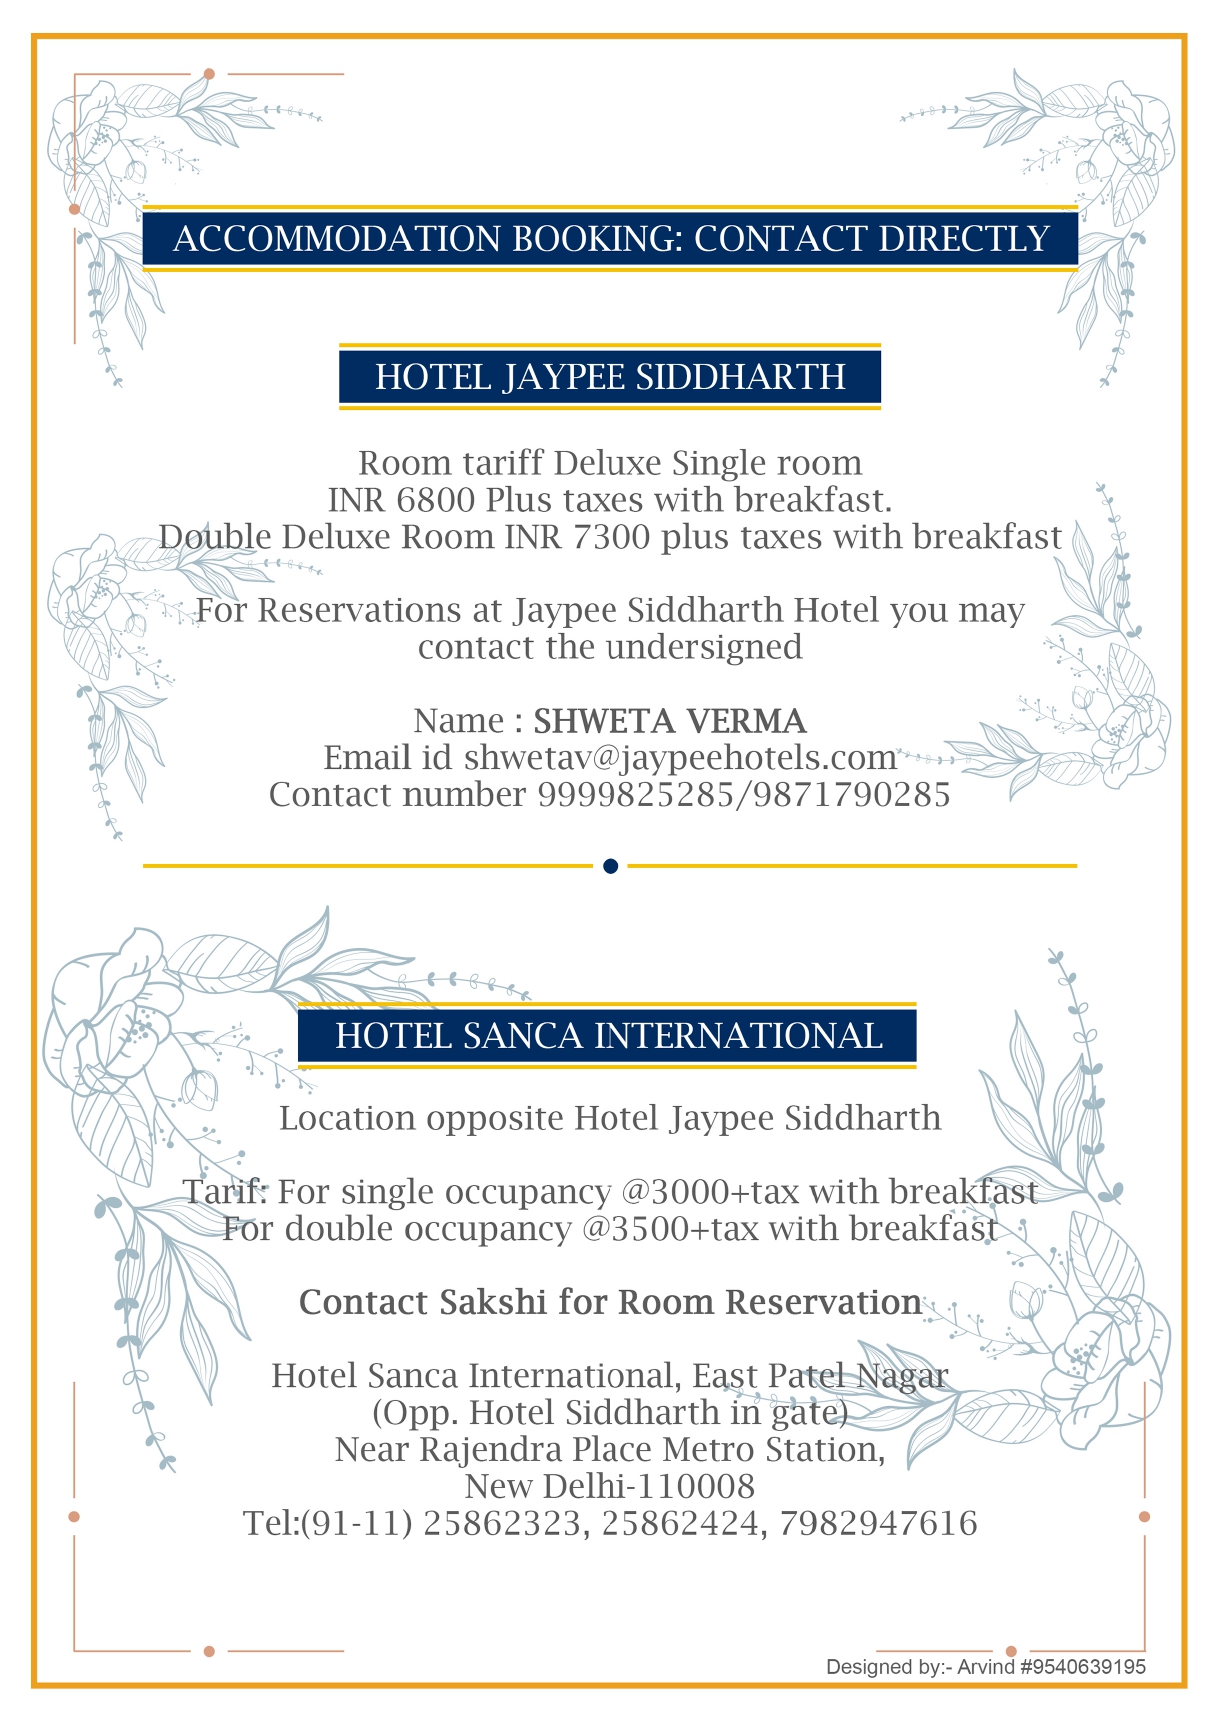 ACCOMMODATION BOOKING: CONTACT DIRECTLY
HOTEL JAYPEE SIDDHARTH
Room tariff Deluxe Single room
INR 6800 Plus taxes with breakfast.
Double Deluxe Room INR 7300 plus taxes with breakfast
For Reservations at Jaypee Siddharth Hotel you may
contact the undersigned
Name : SHWETA VERMA
Email id shwetav@jaypeehotels.com
Contact number 9999825285/9871790285
HOTEL SANCA INTERNATIONAL
Location opposite Hotel Jaypee Siddharth
Tarif: For single occupancy @3000+tax with breakfast
For double occupancy @3500+tax with breakfast
Contact Sakshi for Room Reservation
Hotel Sanca International, East Patel Nagar
(Opp. Hotel Siddharth in gate)
Near Rajendra Place Metro Station,
New Delhi-110008
Tel:(91-11) 25862323, 25862424, 7982947616
Designed by:- Arvind #9540639195